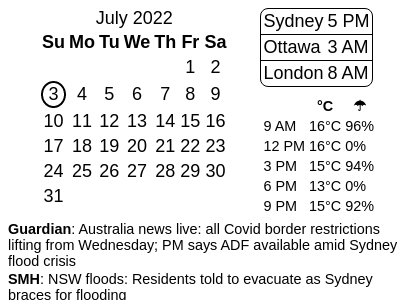 July 2022
Su Mo Tu We Th Fr Sa
1 2
3 4 5 6 7 8 9
10 11 12 13 14 15 16
17 18 19 20 21 22 23
24 25 26 27 28 29 30
31
Sydney 5 PM
Ottawa 3 AM
London 8 AM
°C ☂
9 AM 16°C 96%
12 PM 16°C 0%
3 PM 15°C 94%
6 PM 13°C 0%
9 PM 15°C 92%
Guardian: Australia news live: all Covid border restrictions
lifting from Wednesday; PM says ADF available amid Sydney
flood crisis
SMH: NSW floods: Residents told to evacuate as Sydney
braces for flooding